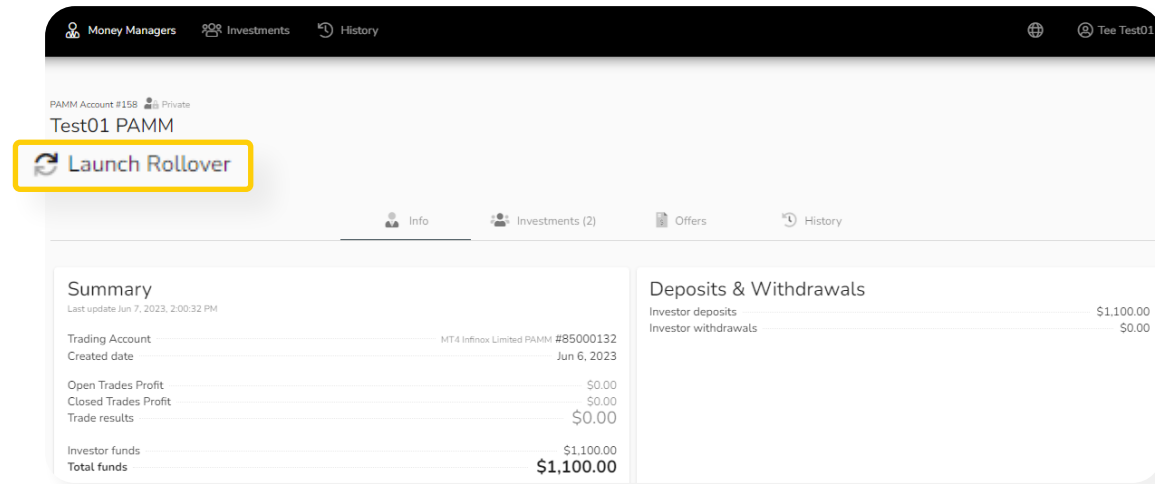 Money Managers Investments History Tee Test01
PAMM Account #158 Private
Test01 PAMM
Launch Rollover
Info Investments (2) Offers History
Summary
Last update Jun 7, 2023, 2:00:32 PM
Trading Account MT4 Infinox Limited PAMM #85000132
Created date Jun 6, 2023
Open Trades Profit $0.00
Closed Trades Profit $0.00
Trade results $0.00
Investor funds $1,100.00
Total funds $1,100.00
Deposits & Withdrawals
Investor deposits $1,100.00
Investor withdrawals $0.00